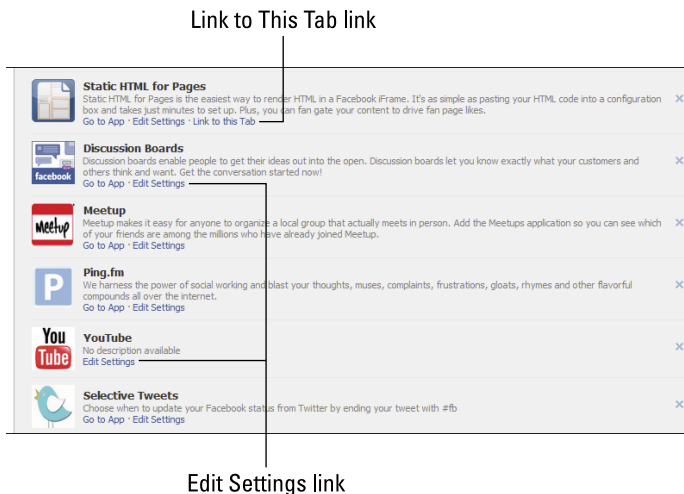 Link to This Tab link
Static HTML for Pages
Static HTML for Pages is the easiest way to render HTML in a Facebook iFrame. It's as simple as pasting your HTML code into a configuration
box and takes just minutes to set up. Plus, you can fan gate your content to drive fan page likes.
Go to App · Edit Settings · Link to this Tab
facebook
Discussion Boards
Discussion boards enable people to get their ideas out into the open. Discussion boards let you know exactly what your customers and
others think and want. Get the conversation started now!
Go to App · Edit Settings
Meetup
Meetup
Meetup makes it easy for anyone to organize a local group that actually meets in person. Add the Meetups application so you can see which
of your friends are among the millions who have already joined Meetup.
Go to App · Edit Settings
P
Ping.fm
We harness the power of social working and blast your thoughts, muses, complaints, frustrations, gloats, rhymes and other flavorful
compounds all over the internet.
Go to App · Edit Settings
You
Tube
YouTube
No description available
Edit Settings
Selective Tweets
Choose when to update your Facebook status from Twitter by ending your tweet with #fb
Go to App · Edit Settings
Edit Settings link